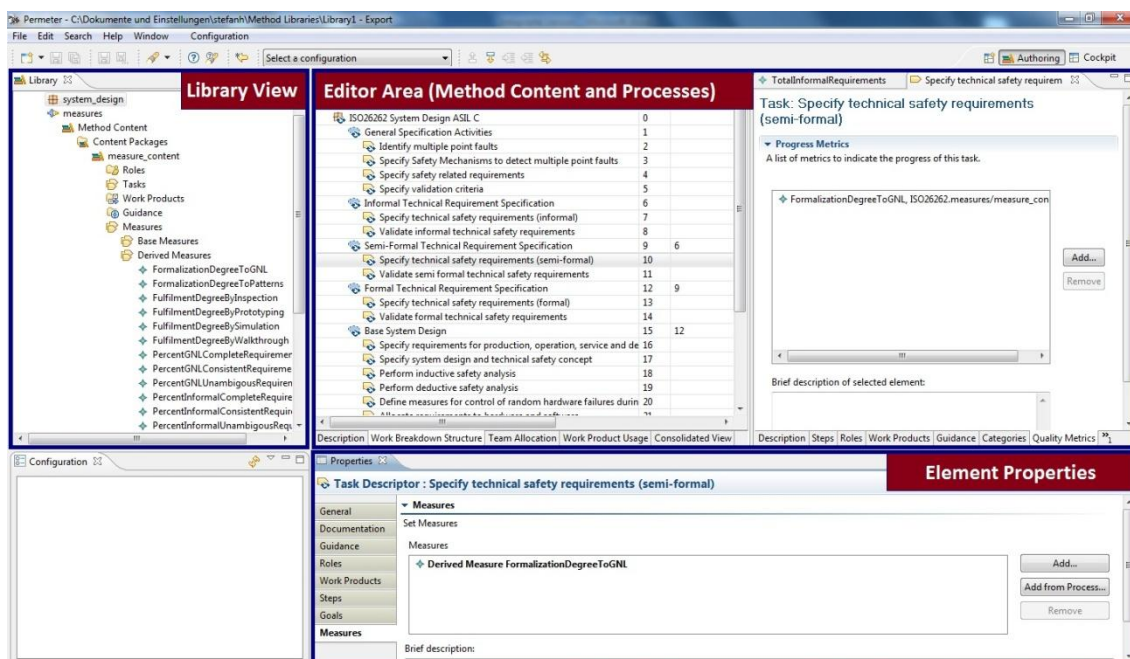 Permeter - C:\Dokumente und Einstellungen\stefanh\Method Libraries\Library1 - Export
File Edit Search Help Window Configuration
Select a configuration
Authoring Cockpit
Library
Library View
system_design
measures
Method Content
Content Packages
measure_content
Roles
Tasks
Work Products
Guidance
Measures
Base Measures
Derived Measures
FormalizationDegreeToGNL
FormalizationDegreeToPatterns
FulfilmentDegreeByInspection
FulfilmentDegreeByPrototyping
FulfilmentDegreeBySimulation
FulfilmentDegreeByWalkthrough
PercentGNLCompleteRequiremer
PercentGNLConsistentRequireme
PercentGNLUnambigousRequiren
PercentInformalCompleteRequire
PercentInformalConsistentRequir
PercentInformalUnambigousRequ
Editor Area (Method Content and Processes)
ISO26262 System Design ASIL C 0
General Specification Activities 1
Identify multiple point faults 2
Specify Safety Mechanisms to detect multiple point faults 3
Specify safety related requirements 4
Specify validation criteria 5
Informal Technical Requirement Specification 6
Specify technical safety requirements (informal) 7
Validate informal technical safety requirements 8
Semi-Formal Technical Requirement Specification 9 6
Specify technical safety requirements (semi-formal) 10
Validate semi formal technical safety requirements 11
Formal Technical Requirement Specification 12 9
Specify technical safety requirements (formal) 13
Validate formal technical safety requirements 14
Base System Design 15 12
Specify requirements for production, operation, service and de 16
Specify system design and technical safety concept 17
Perform inductive safety analysis 18
Perform deductive safety analysis 19
Define measures for control of random hardware failures durin 20
Description Work Breakdown Structure Team Allocation Work Product Usage Consolidated View
TotalInformalRequirements Specify technical safety requirem
Task: Specify technical safety requirements
(semi-formal)
Progress Metrics
A list of metrics to indicate the progress of this task.
FormalizationDegreeToGNL, ISO26262.measures/measure_con
Add...
Remove
Brief description of selected element:
Description Steps Roles Work Products Guidance Categories Quality Metrics »1
Configuration
Properties
Element Properties
Task Descriptor : Specify technical safety requirements (semi-formal)
General
Documentation
Guidance
Roles
Work Products
Steps
Goals
Measures
Measures
Set Measures
Measures
Derived Measure FormalizationDegreeToGNL
Add...
Add from Process...
Remove
Brief description: